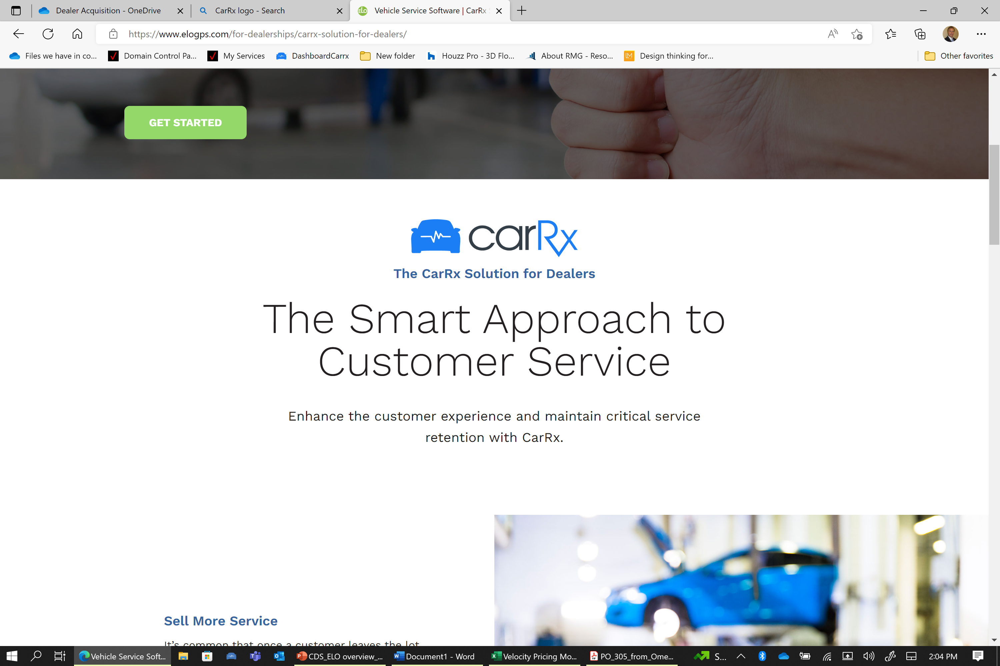 Dealer Acquisition - OneDrive
CarRx logo - Search
ELO
Vehicle Service Software | CarRx
https://www.elogps.com/for-dealerships/carrx-solution-for-dealers/
Files we have in co...
Domain Control Pa...
My Services
DashboardCarrx
New folder
Houzz Pro - 3D Flo...
LM
About RMG - Reso...
Design thinking for...
Other favorites
GET STARTED
carRx
The CarRx Solution for Dealers
The Smart Approach to
Customer Service
Enhance the customer experience and maintain critical service
retention with CarRx.
Sell More Service
It's common that once a customer leaves the lot
Vehicle Service Soft...
CDS_ELO overview_...
Document1 - Word
Velocity Pricing Mo...
PO_305_from_Ome...
S...
2:04 PM